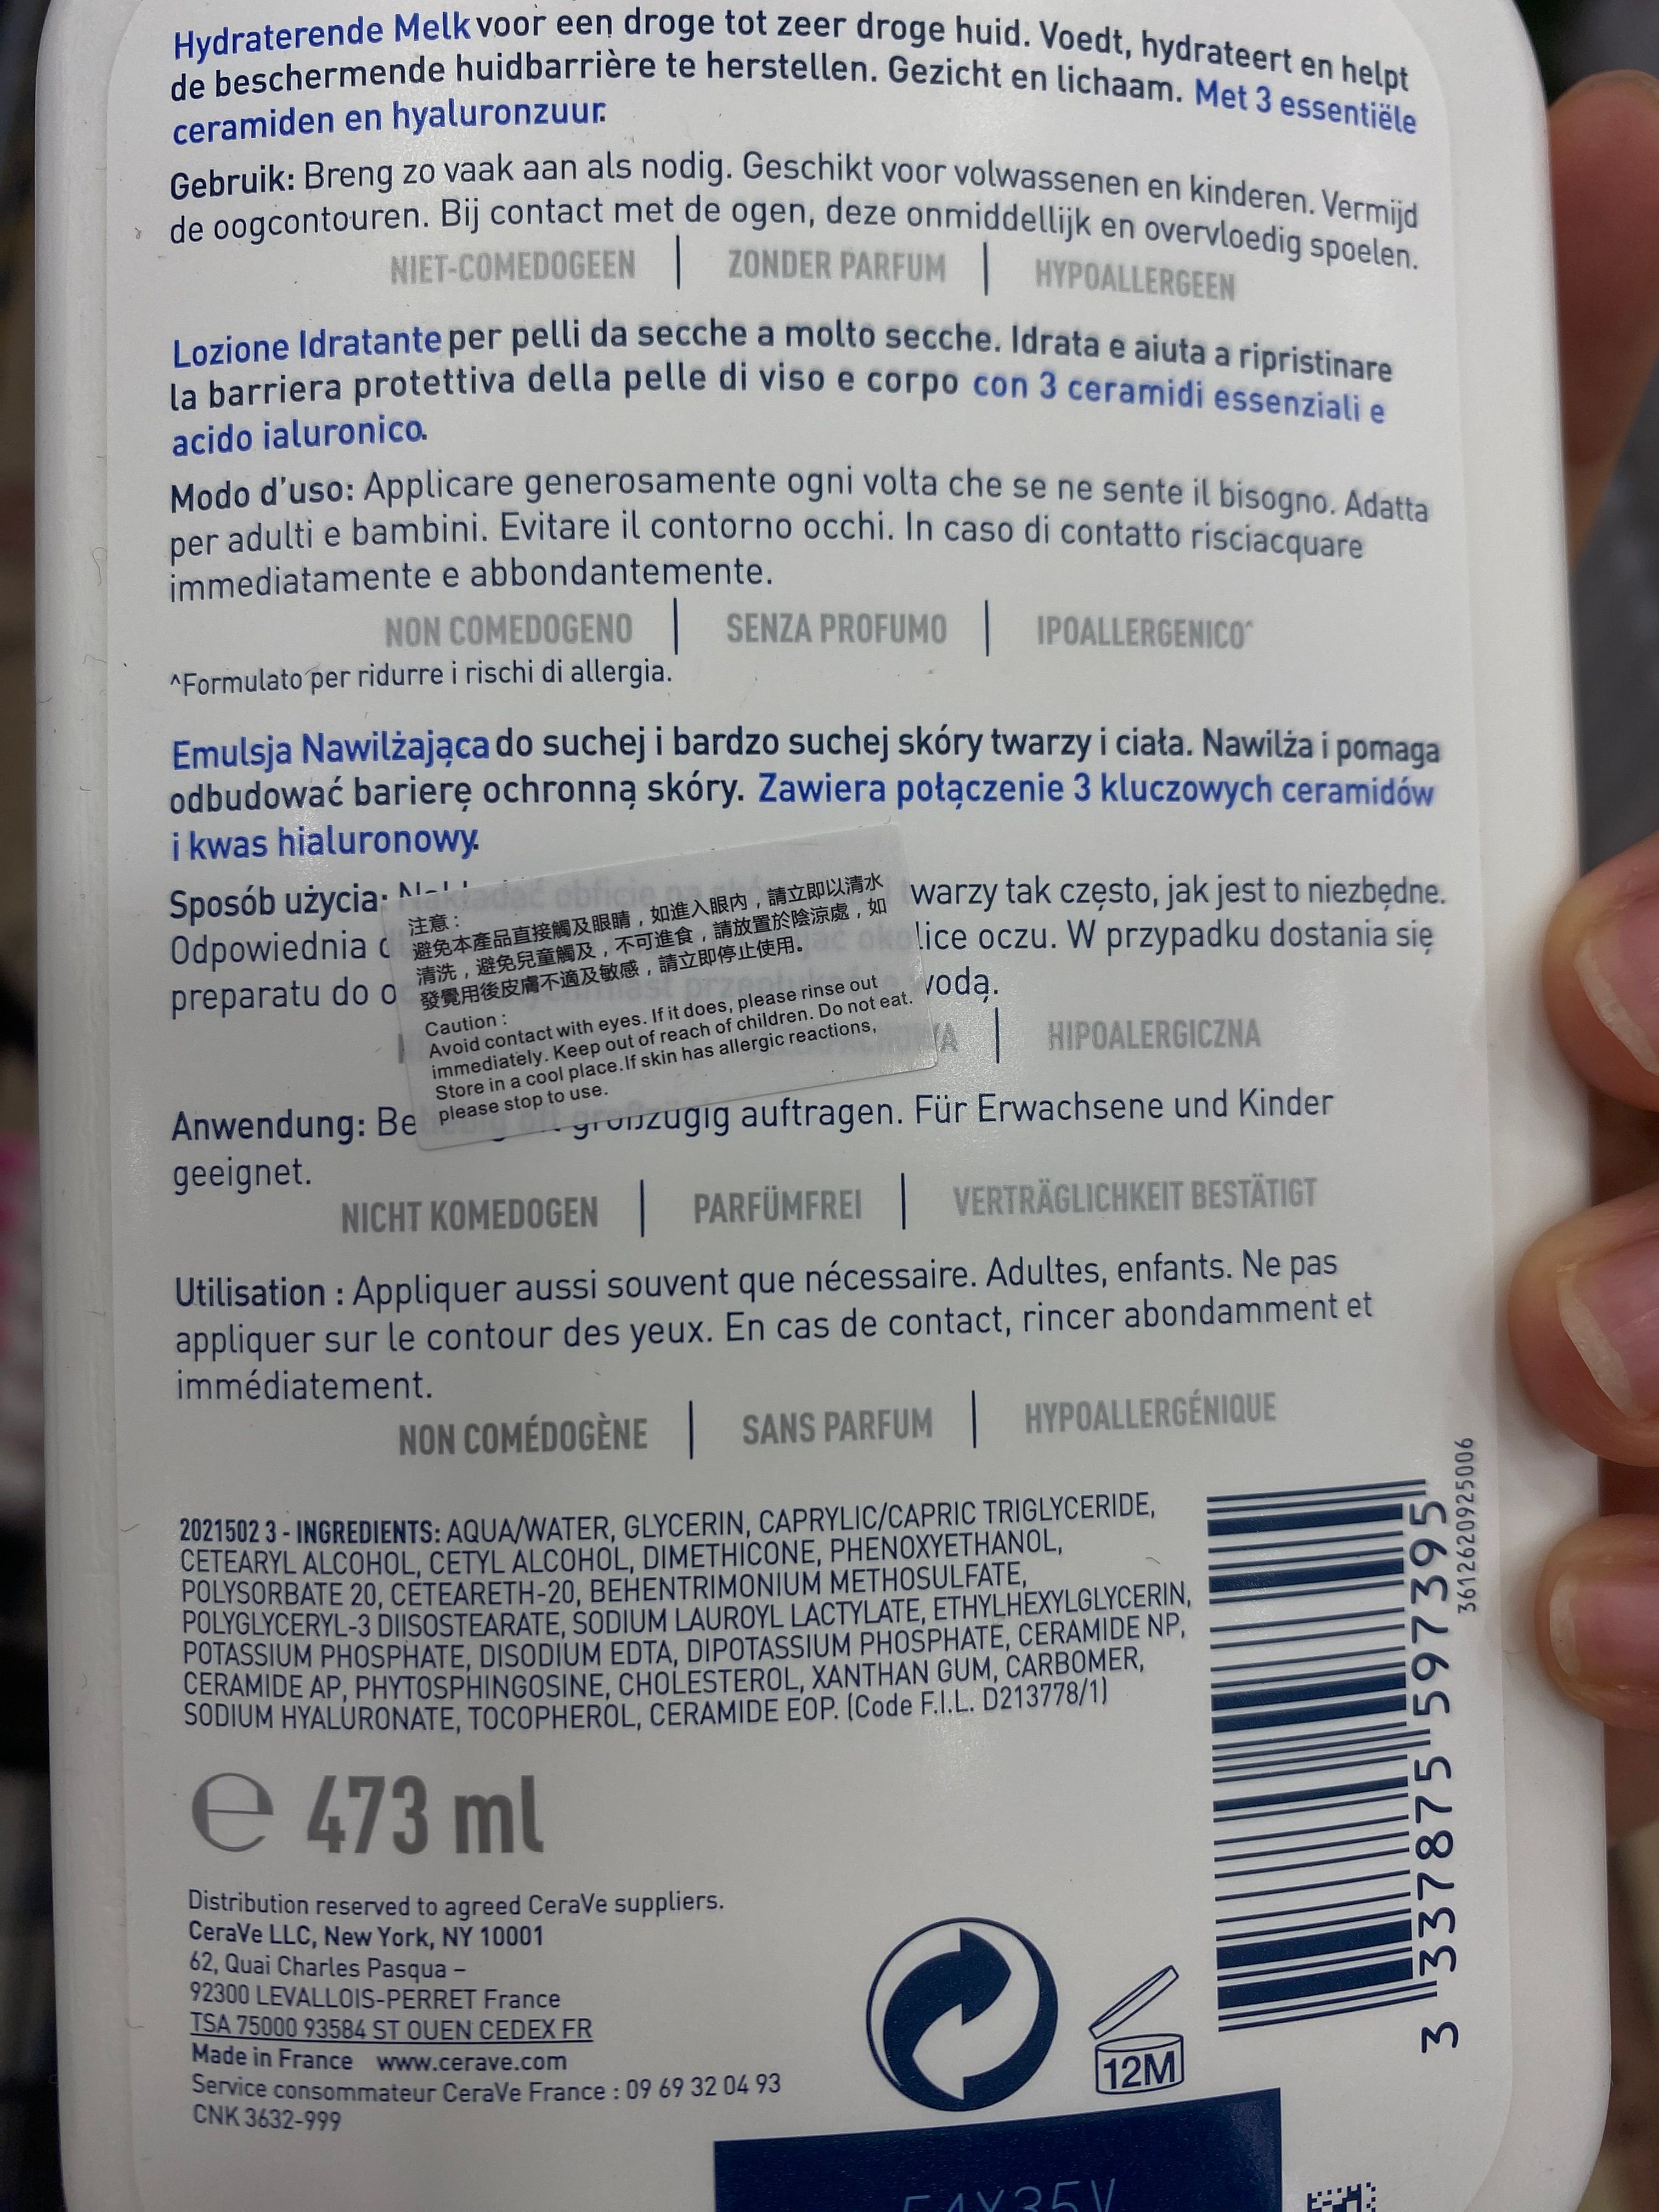 Hydraterende Melk voor een droge tot zeer droge huid. Voedt, hydrateert en helpt
de beschermende huidbarrière te herstellen. Gezicht en lichaam. Met 3 essentiële
ceramiden en hyaluronzuur.
Gebruik: Breng zo vaak aan als nodig. Geschikt voor volwassenen en kinderen. Vermijd
de oogcontouren. Bij contact met de ogen, deze onmiddellijk en overvloedig spoelen.
NIET-COMEDOGEEN | ZONDER PARFUM | HYPOALLERGEEN
Lozione Idratante per pelli da secche a molto secche. Idrata e aiuta a ripristinare
la barriera protettiva della pelle di viso e corpo con 3 ceramidi essenziali e
acido ialuronico.
Modo d'uso: Applicare generosamente ogni volta che se ne sente il bisogno. Adatta
per adulti e bambini. Evitare il contorno occhi. In caso di contatto risciacquare
immediatamente e abbondantemente.
NON COMEDOGENO | SENZA PROFUMO | IPOALLERGENICO^
^Formulato per ridurre i rischi di allergia.
Emulsja Nawilżająca do suchej i bardzo suchej skóry twarzy i ciała. Nawilża i pomaga
odbudować barierę ochronną skóry. Zawiera połączenie 3 kluczowych ceramidów
i kwas hialuronowy.
Sposób użycia: Nakładać obficie na skórę twarzy tak często, jak jest to niezbędne.
Odpowiednia okolice oczu. W przypadku dostania się
preparatu do wodą.
HIPOALERGICZNA
注意：
避免本產品直接觸及眼睛，如進入眼內，請立即以清水
清洗，避免兒童觸及，不可進食，請放置於陰涼處，如
發覺用後皮膚不適及敏感，請立即停止使用。
Caution :
Avoid contact with eyes. If it does, please rinse out
immediately. Keep out of reach of children. Do not eat.
Store in a cool place.If skin has allergic reactions,
please stop to use.
Anwendung: großzügig auftragen. Für Erwachsene und Kinder
geeignet.
NICHT KOMEDOGEN | PARFÜMFREI | VERTRÄGLICHKEIT BESTÄTIGT
Utilisation : Appliquer aussi souvent que nécessaire. Adultes, enfants. Ne pas
appliquer sur le contour des yeux. En cas de contact, rincer abondamment et
immédiatement.
NON COMÉDOGÈNE | SANS PARFUM | HYPOALLERGÉNIQUE
2021502 3 - INGREDIENTS: AQUA/WATER, GLYCERIN, CAPRYLIC/CAPRIC TRIGLYCERIDE,
CETEARYL ALCOHOL, CETYL ALCOHOL, DIMETHICONE, PHENOXYETHANOL,
POLYSORBATE 20, CETEARETH-20, BEHENTRIMONIUM METHOSULFATE,
POLYGLYCERYL-3 DIISOSTEARATE, SODIUM LAUROYL LACTYLATE, ETHYLHEXYLGLYCERIN,
POTASSIUM PHOSPHATE, DISODIUM EDTA, DIPOTASSIUM PHOSPHATE, CERAMIDE NP,
CERAMIDE AP, PHYTOSPHINGOSINE, CHOLESTEROL, XANTHAN GUM, CARBOMER,
SODIUM HYALURONATE, TOCOPHEROL, CERAMIDE EOP. (Code F.I.L. D213778/1)
3 337875 597395
3612620925006
e 473 ml
Distribution reserved to agreed CeraVe suppliers.
CeraVe LLC, New York, NY 10001
62, Quai Charles Pasqua –
92300 LEVALLOIS-PERRET France
TSA 75000 93584 ST OUEN CEDEX FR
Made in France www.cerave.com
Service consommateur CeraVe France : 09 69 32 04 93
CNK 3632-999
12M